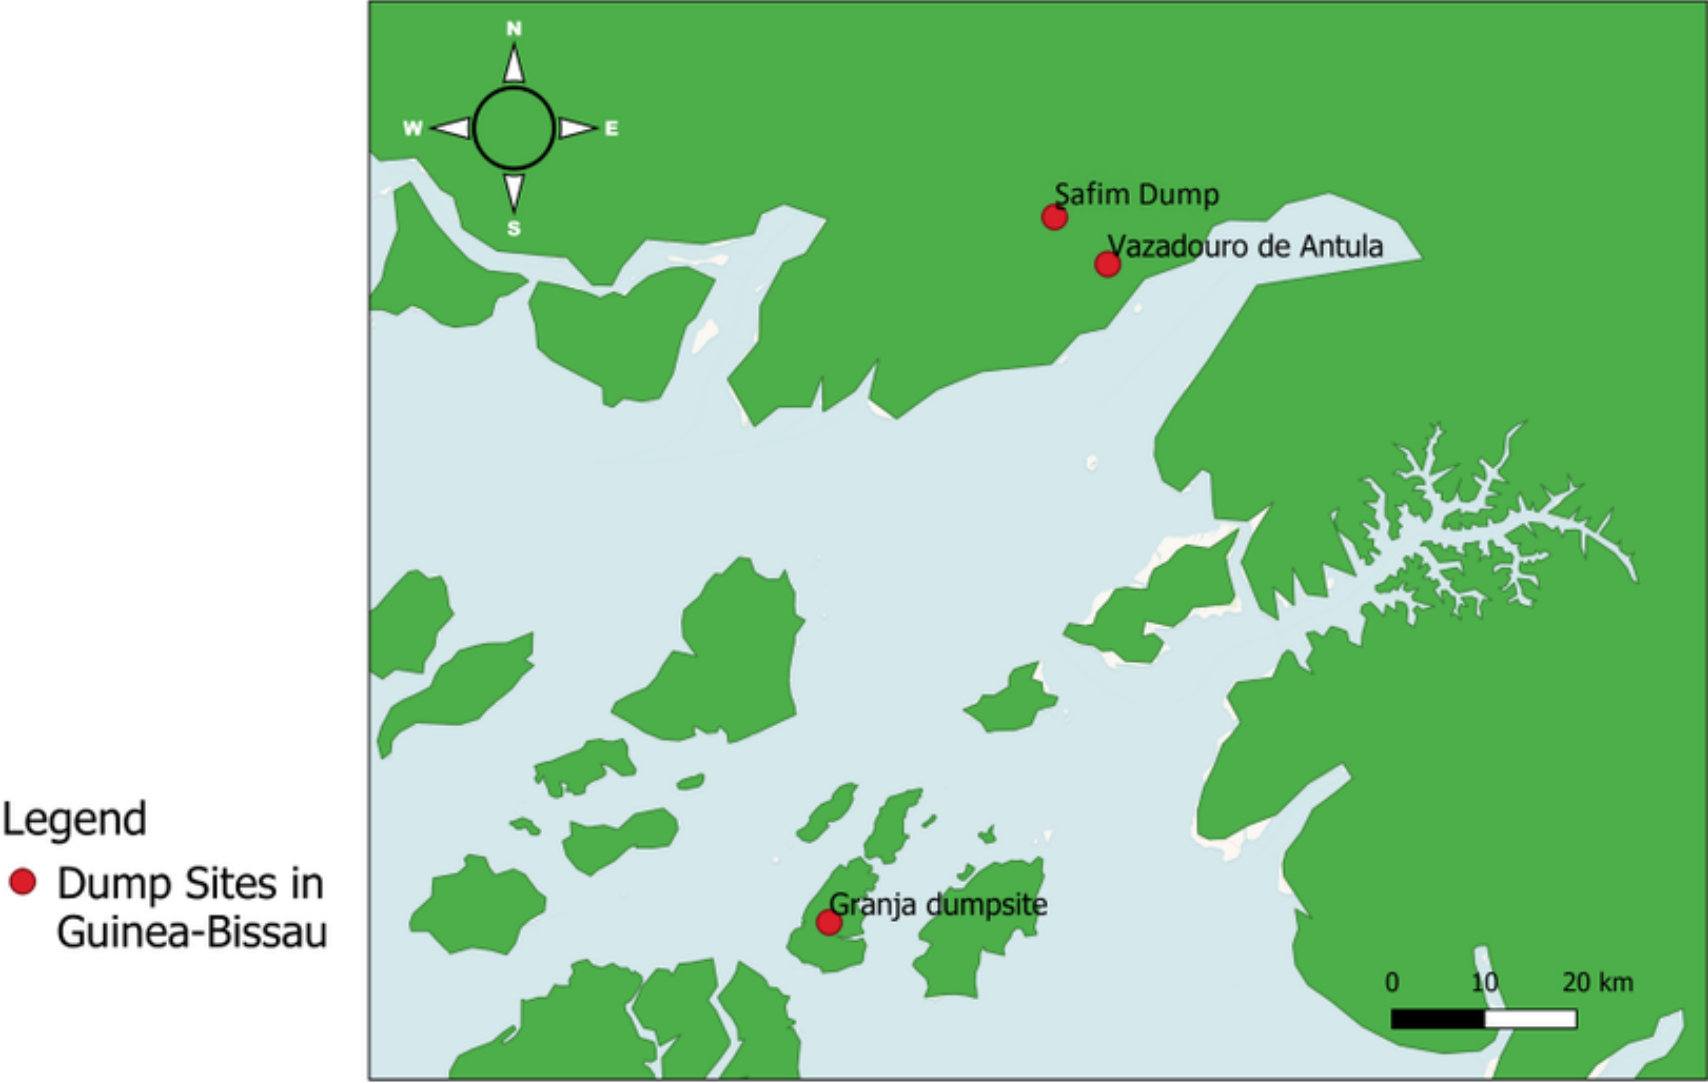 N
W
E
S
Safim Dump
Vazadouro de Antula
Legend
Dump Sites in
Guinea-Bissau
Granja dumpsite
0 10 20 km